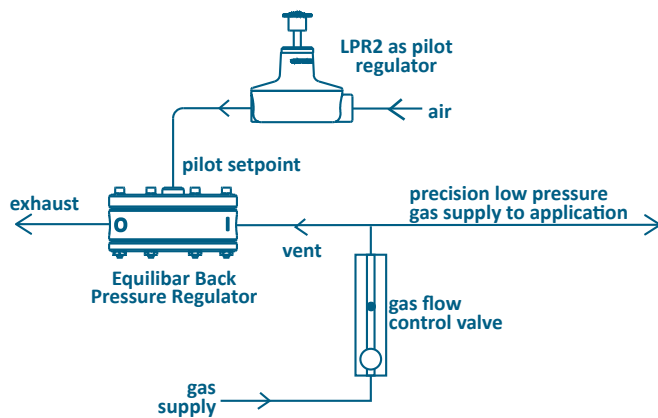 LPR2 as pilot
regulator
air
pilot setpoint
exhaust
precision low pressure
gas supply to application
O
I
vent
Equilibar Back
Pressure Regulator
gas flow
control valve
gas
supply